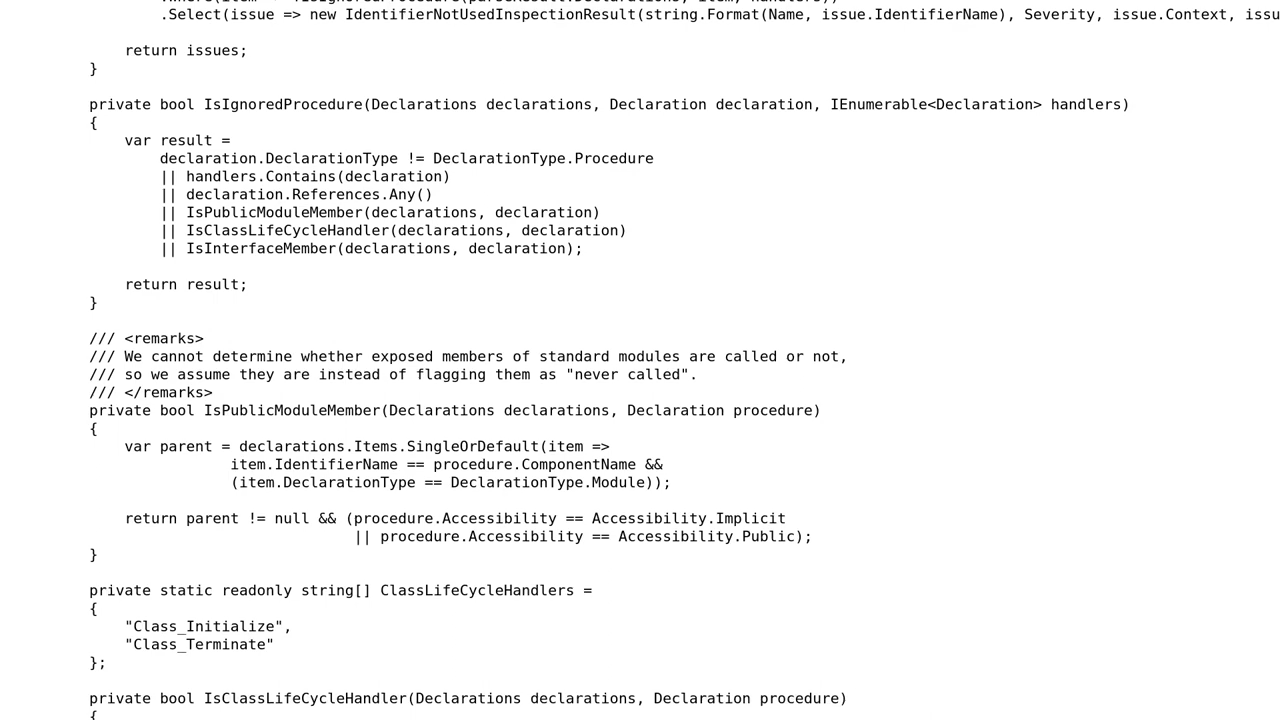 .Select(issue => new IdentifierNotUsedInspectionResult(string.Format(Name, issue.IdentifierName), Severity, issue.Context, issu
return issues;
}
private bool IsIgnoredProcedure(Declarations declarations, Declaration declaration, IEnumerable<Declaration> handlers)
{
var result =
declaration.DeclarationType != DeclarationType.Procedure
|| handlers.Contains(declaration)
|| declaration.References.Any()
|| IsPublicModuleMember(declarations, declaration)
|| IsClassLifeCycleHandler(declarations, declaration)
|| IsInterfaceMember(declarations, declaration);
return result;
}
/// <remarks>
/// We cannot determine whether exposed members of standard modules are called or not,
/// so we assume they are instead of flagging them as "never called".
/// </remarks>
private bool IsPublicModuleMember(Declarations declarations, Declaration procedure)
{
var parent = declarations.Items.SingleOrDefault(item =>
item.IdentifierName == procedure.ComponentName &&
(item.DeclarationType == DeclarationType.Module));
return parent != null && (procedure.Accessibility == Accessibility.Implicit
|| procedure.Accessibility == Accessibility.Public);
}
private static readonly string[] ClassLifeCycleHandlers =
{
"Class_Initialize",
"Class_Terminate"
};
private bool IsClassLifeCycleHandler(Declarations declarations, Declaration procedure)
{